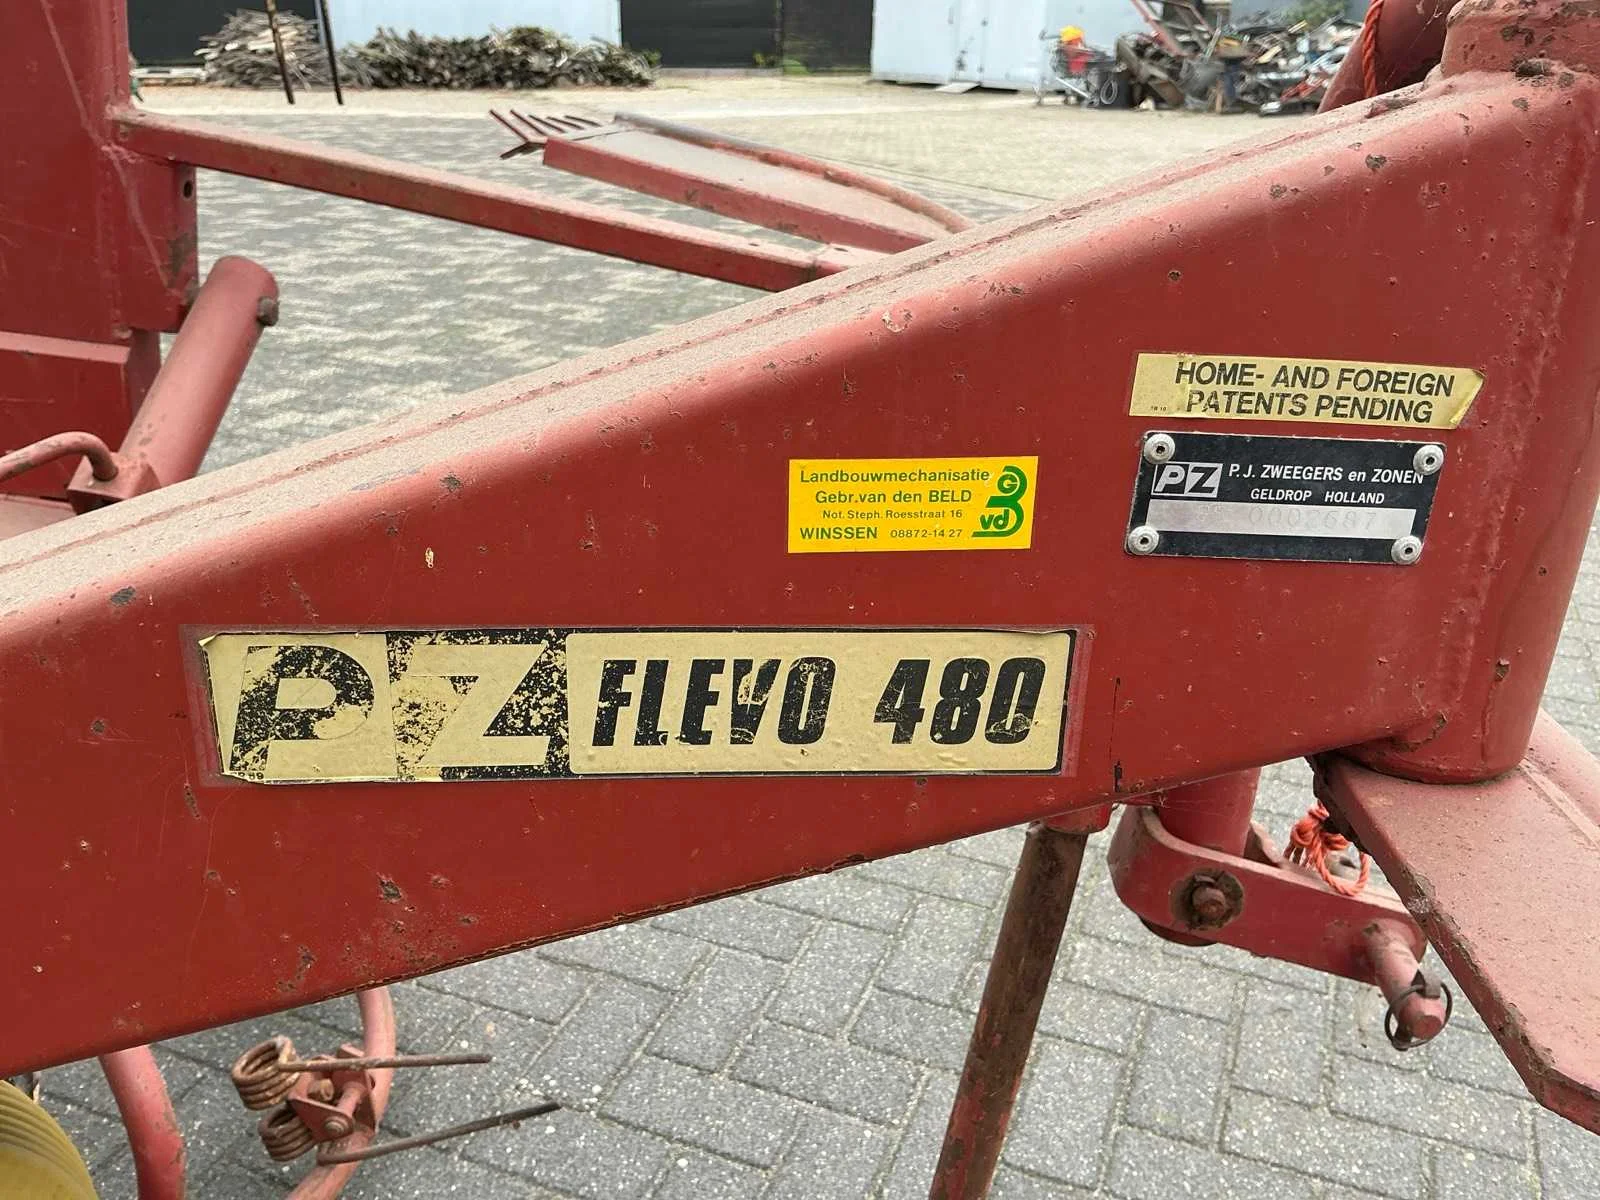 HOME- AND FOREIGN
PATENTS PENDING
PZ P.J. ZWEEGERS en ZONEN
GELDROP HOLLAND
Landbouwmechanisatie
Gebr.van den BELD
Not. Steph. Roesstraat 16
WINSSEN 08872-14 27
G
B
vd
PZ FLEVO 480